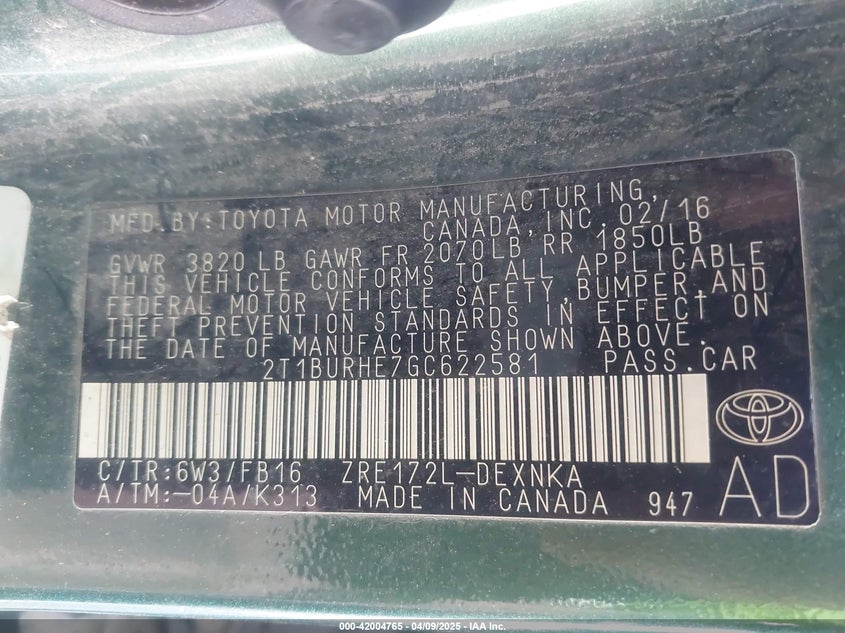 MFD.BY:TOYOTA MOTOR MANUFACTURING,
CANADA,INC. 02/16
GVWR 3820 LB GAWR FR 2070LB RR 1850LB
THIS VEHICLE CONFORMS TO ALL APPLICABLE
FEDERAL MOTOR VEHICLE SAFETY,BUMPER,AND
THEFT PREVENTION STANDARDS IN EFFECT ON
THE DATE OF MANUFACTURE SHOWN ABOVE.
2T1BURHE7GC622581 PASS.CAR
C/TR:6W3/FB16 ZRE172L-DEXNKA
A/TM:-04A/K313 MADE IN CANADA 947
AD
000-42004765 - 04/09/2025 - IAA Inc.